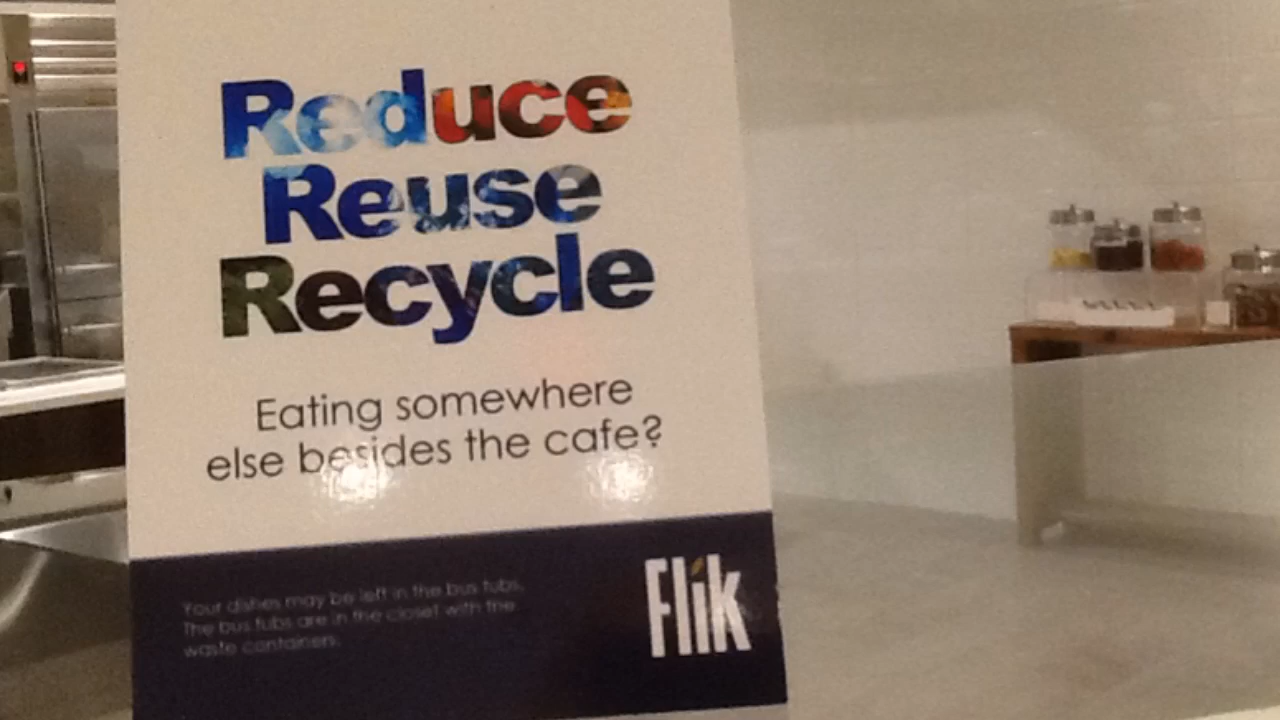 Reduce
Reuse
Recycle
Eating somewhere
else besides the cafe?
Your dishes may be left in the bus tubs.
The bus tubs are in the closet with the
waste containers.
Flik